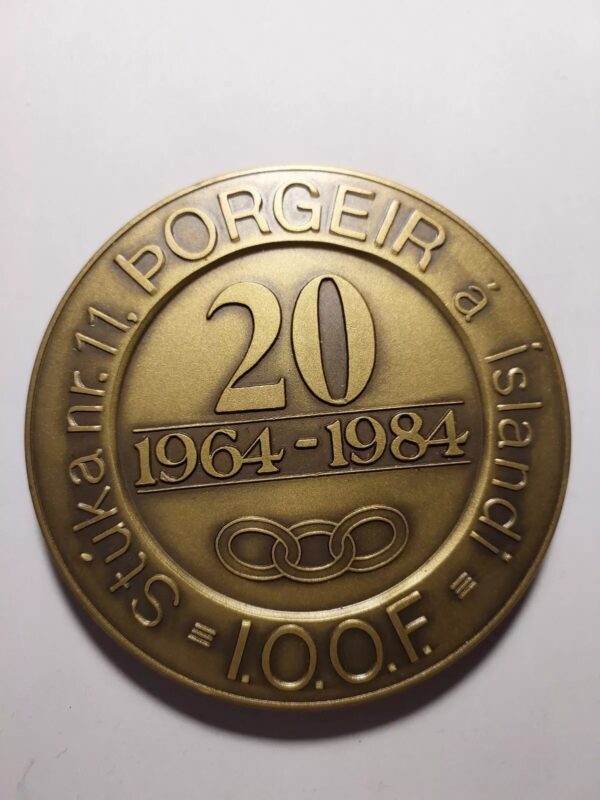 Stúka nr. 11, ÞORGEIR á íslandi
= I.O.O.F. =
20
1964-1984